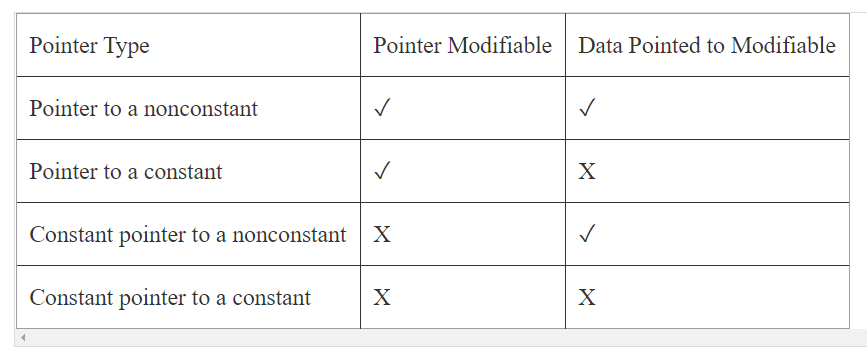 Pointer Type Pointer Modifiable Data Pointed to Modifiable
Pointer to a nonconstant ✓ ✓
Pointer to a constant ✓ X
Constant pointer to a nonconstant X ✓
Constant pointer to a constant X X